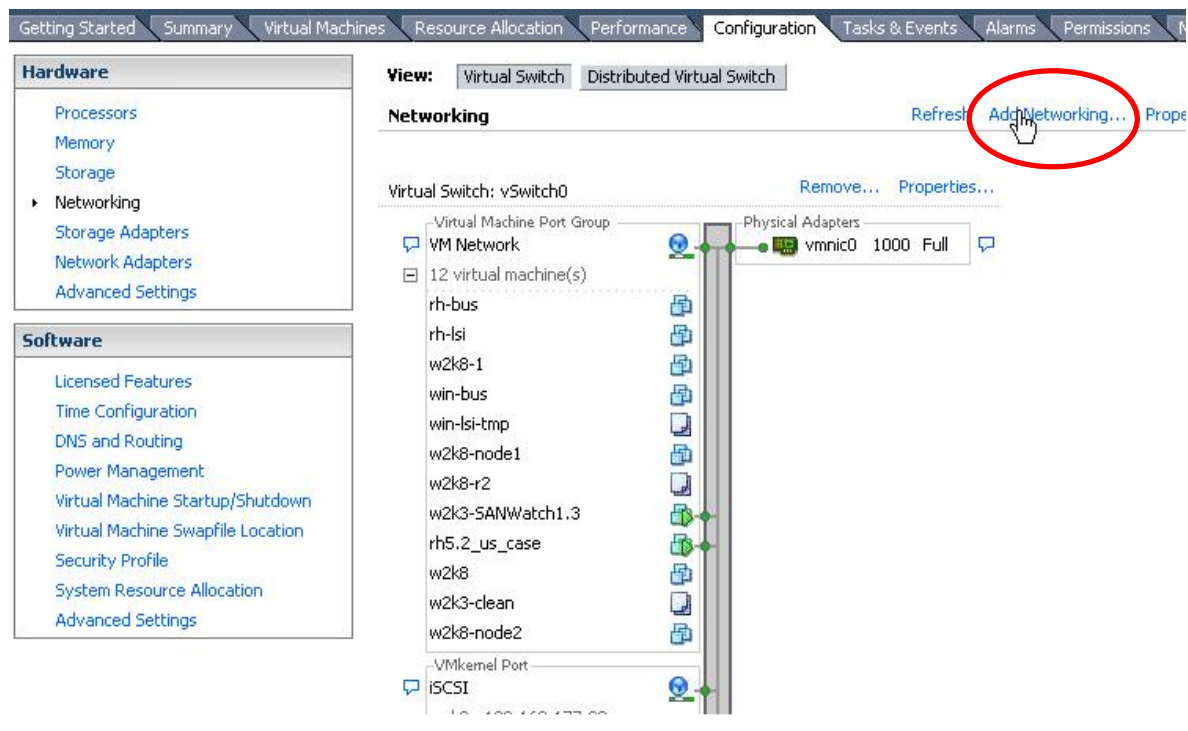 Getting Started Summary Virtual Machines Resource Allocation Performance Configuration Tasks & Events Alarms Permissions
Hardware
Processors
Memory
Storage
Networking
Storage Adapters
Network Adapters
Advanced Settings
Software
Licensed Features
Time Configuration
DNS and Routing
Power Management
Virtual Machine Startup/Shutdown
Virtual Machine Swapfile Location
Security Profile
System Resource Allocation
Advanced Settings
View: Virtual Switch Distributed Virtual Switch
Networking Refresh Add Networking... Prope
Virtual Switch: vSwitch0 Remove... Properties...
Virtual Machine Port Group Physical Adapters
VM Network vmnic0 1000 Full
12 virtual machine(s)
rh-bus
rh-lsi
w2k8-1
win-bus
win-lsi-tmp
w2k8-node1
w2k8-r2
w2k3-SANWatch1.3
rh5.2_us_case
w2k8
w2k3-clean
w2k8-node2
VMkernel Port
iSCSI